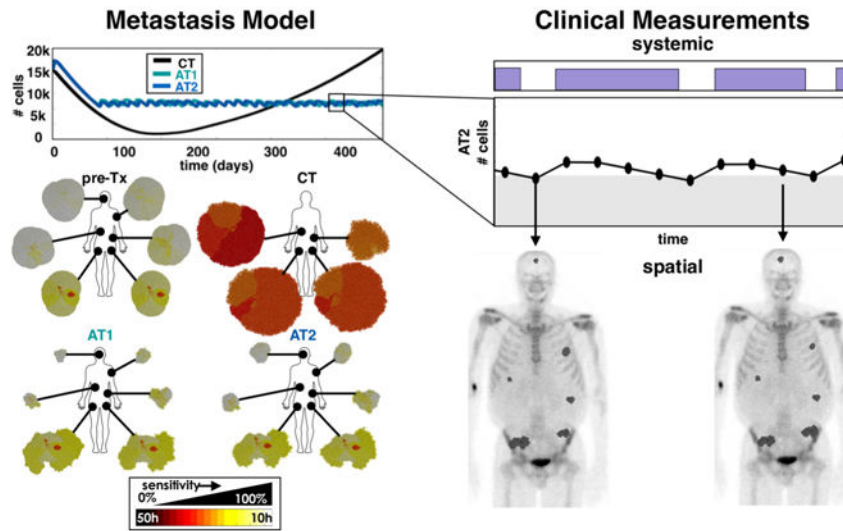 Metastasis Model
Clinical Measurements
systemic
20k
15k
10k
5k
0
# cells
CT
AT1
AT2
0 100 200 300 400
time (days)
AT2
# cells
time
spatial
pre-Tx
CT
AT1
AT2
sensitivity
0% 100%
50h 10h